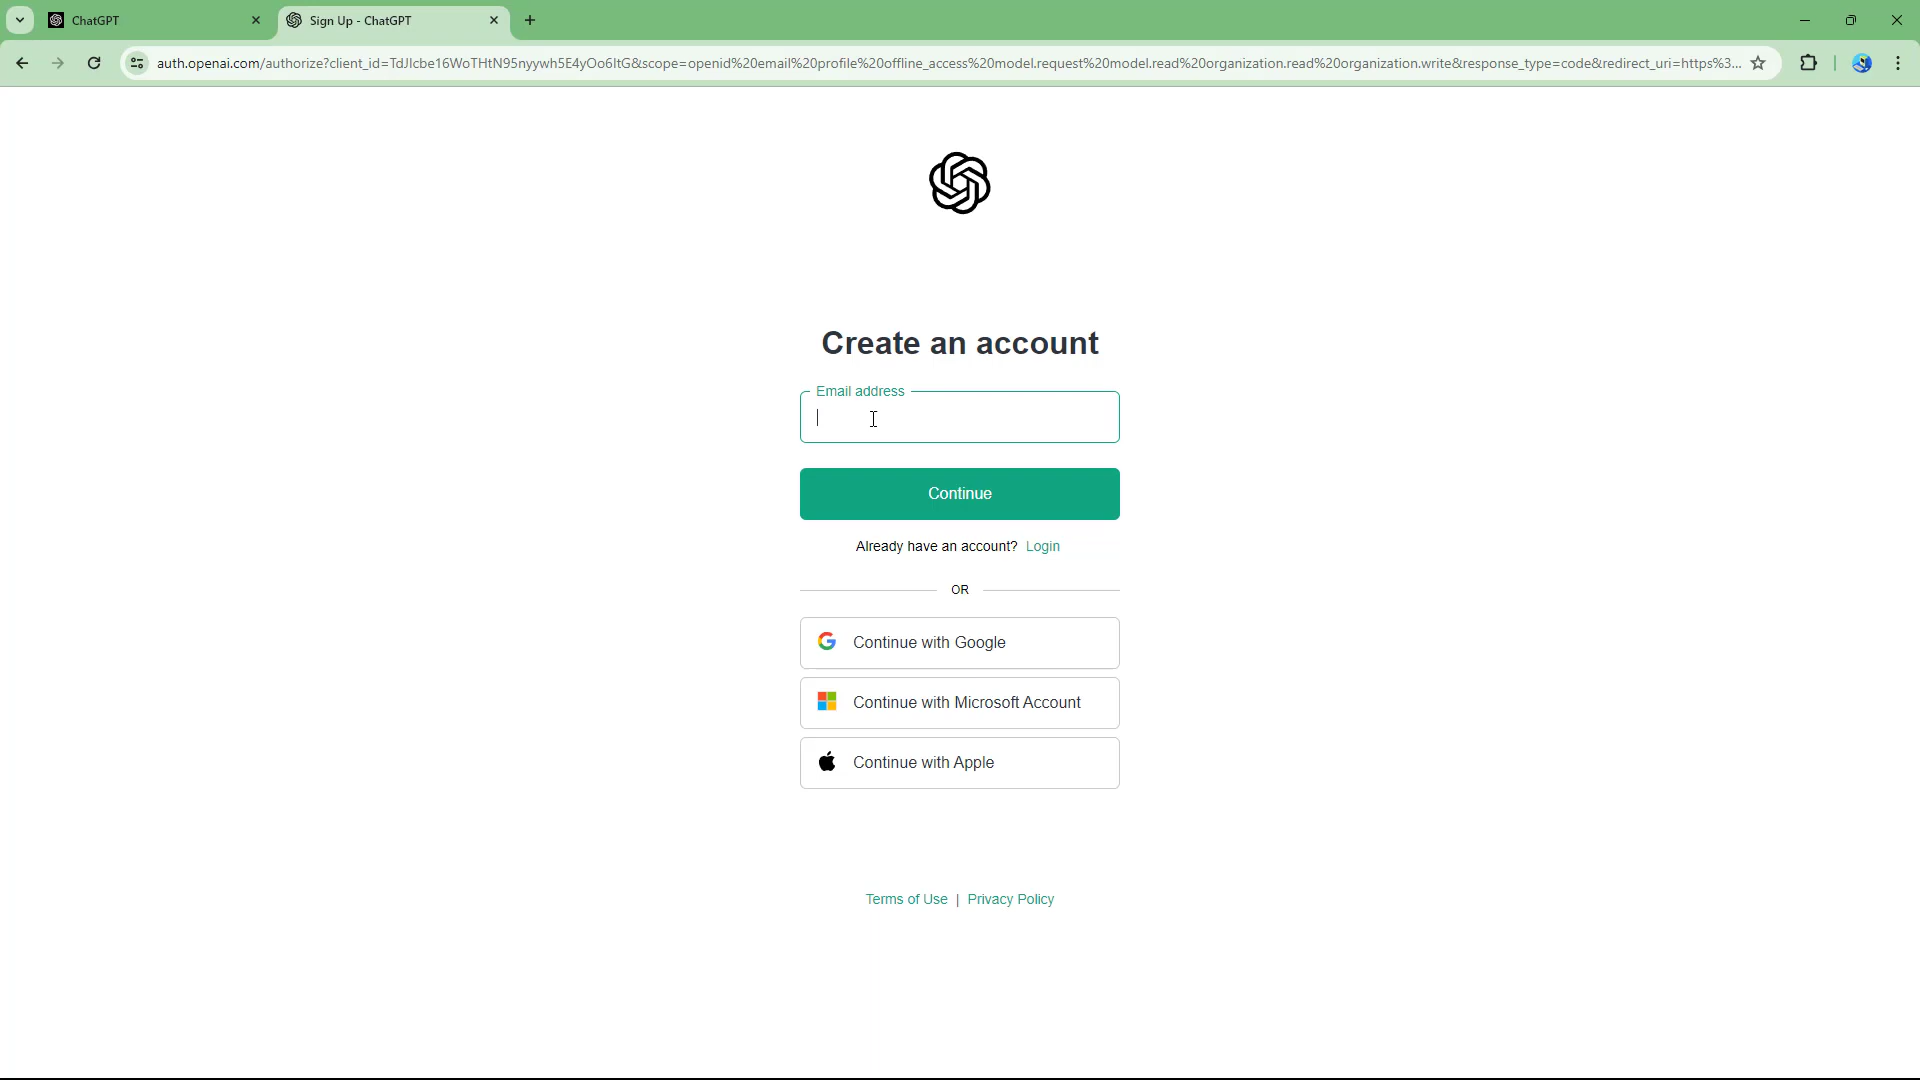 ChatGPT
Sign Up - ChatGPT
auth.openai.com/authorize?client_id=TdJIcbe16WoTHtN95nyywh5E4yOo6ItG&scope=openid%20email%20profile%20offline_access%20model.request%20model.read%20organization.read%20organization.write&response_type=code&redirect_uri=https%3...
Create an account
Email address
Continue
Already have an account? Login
OR
Continue with Google
Continue with Microsoft Account
Continue with Apple
Terms of Use | Privacy Policy